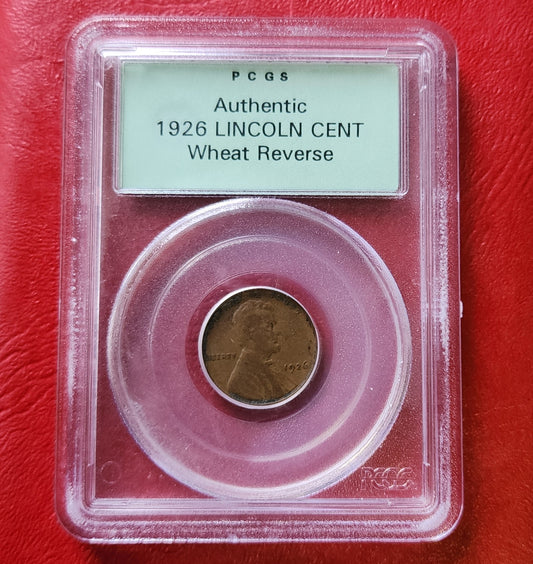 PCGS
Authentic
1926 LINCOLN CENT
Wheat Reverse
LIBERTY
1926
PCGS